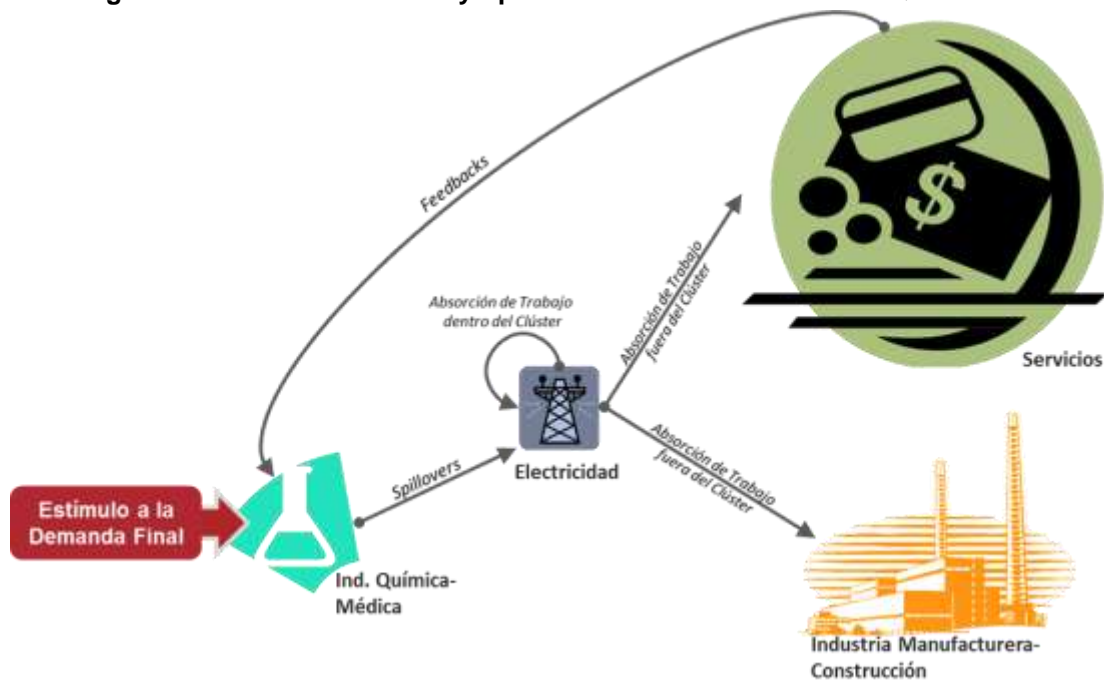 Feedbacks
$
Absorción de Trabajo
dentro del Clúster
Absorción de Trabajo
fuera del Clúster
Servicios
Spillovers
Electricidad
Absorción de Trabajo
fuera del Clúster
Estímulo a la
Demanda Final
Ind. Química-
Médica
Industria Manufacturera-
Construcción